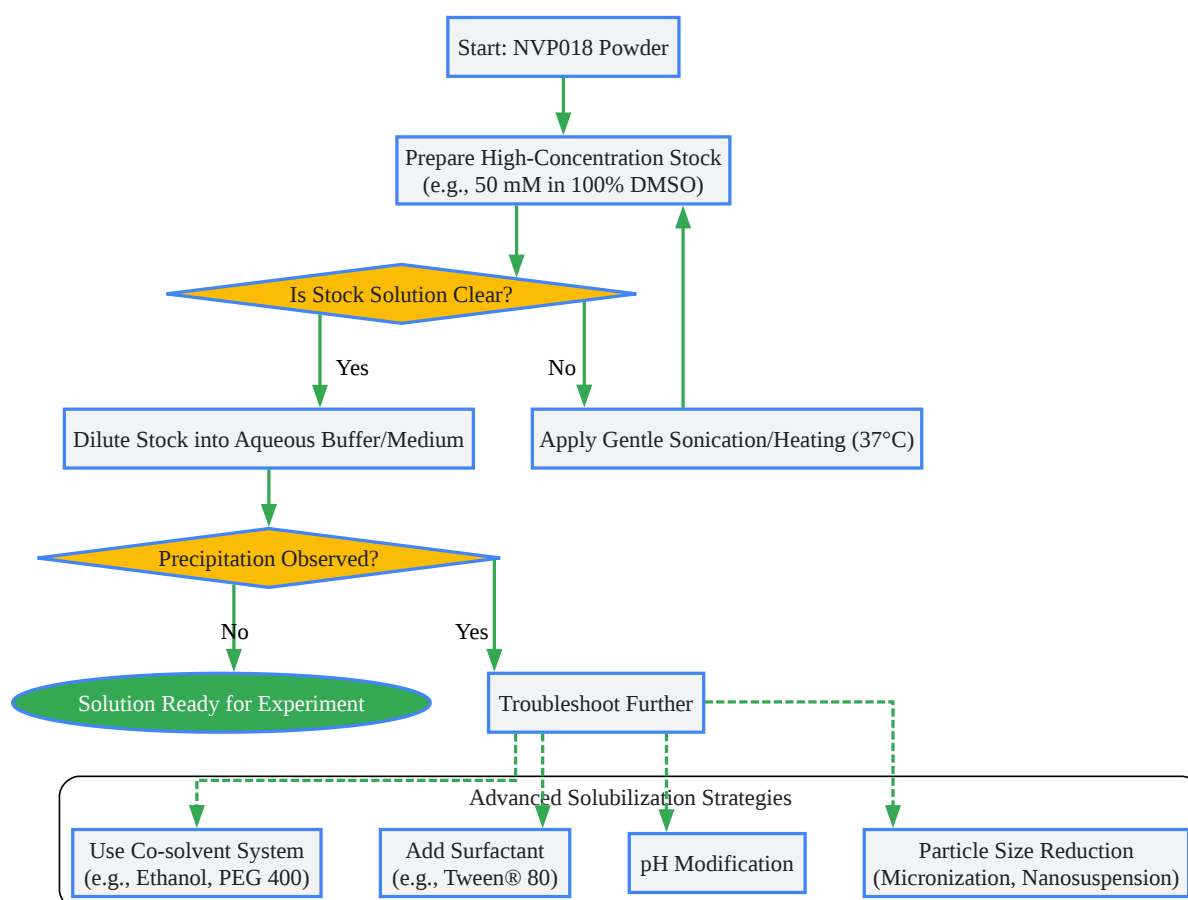 Start: NVP018 Powder
Prepare High-Concentration Stock
(e.g., 50 mM in 100% DMSO)
Is Stock Solution Clear?
Yes
No
Dilute Stock into Aqueous Buffer/Medium
Apply Gentle Sonication/Heating (37°C)
Precipitation Observed?
No
Yes
Solution Ready for Experiment
Troubleshoot Further
Advanced Solubilization Strategies
Use Co-solvent System
(e.g., Ethanol, PEG 400)
Add Surfactant
(e.g., Tween® 80)
pH Modification
Particle Size Reduction
(Micronization, Nanosuspension)